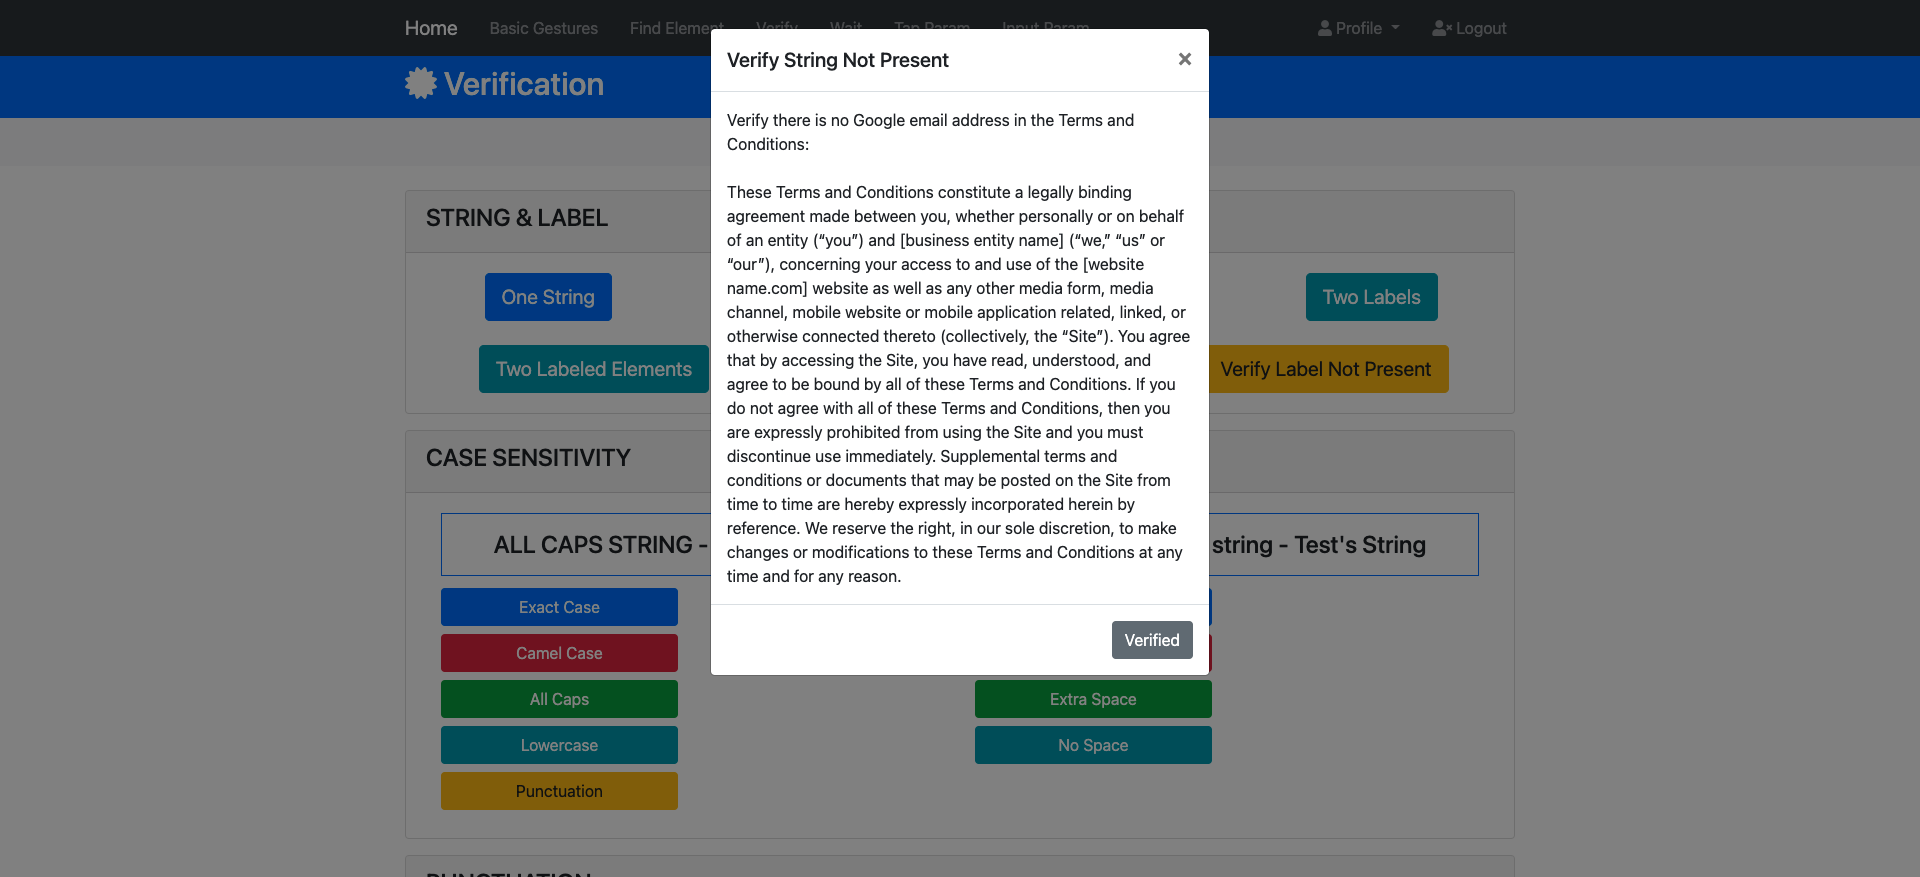 Home Basic Gestures Find Element Verify Wait Tap Param Input Param Profile Logout
Verification
Verify String Not Present
×
Verify there is no Google email address in the Terms and
Conditions:
These Terms and Conditions constitute a legally binding
agreement made between you, whether personally or on behalf
of an entity (“you”) and [business entity name] (“we,” “us” or
“our”), concerning your access to and use of the [website
name.com] website as well as any other media form, media
channel, mobile website or mobile application related, linked, or
otherwise connected thereto (collectively, the “Site”). You agree
that by accessing the Site, you have read, understood, and
agree to be bound by all of these Terms and Conditions. If you
do not agree with all of these Terms and Conditions, then you
are expressly prohibited from using the Site and you must
discontinue use immediately. Supplemental terms and
conditions or documents that may be posted on the Site from
time to time are hereby expressly incorporated herein by
reference. We reserve the right, in our sole discretion, to make
changes or modifications to these Terms and Conditions at any
time and for any reason.
Verified
STRING & LABEL
One String
Two Labels
Two Labeled Elements
Verify Label Not Present
CASE SENSITIVITY
ALL CAPS STRING -
string - Test's String
Exact Case
Camel Case
All Caps
Extra Space
Lowercase
No Space
Punctuation
PUNCTUATION